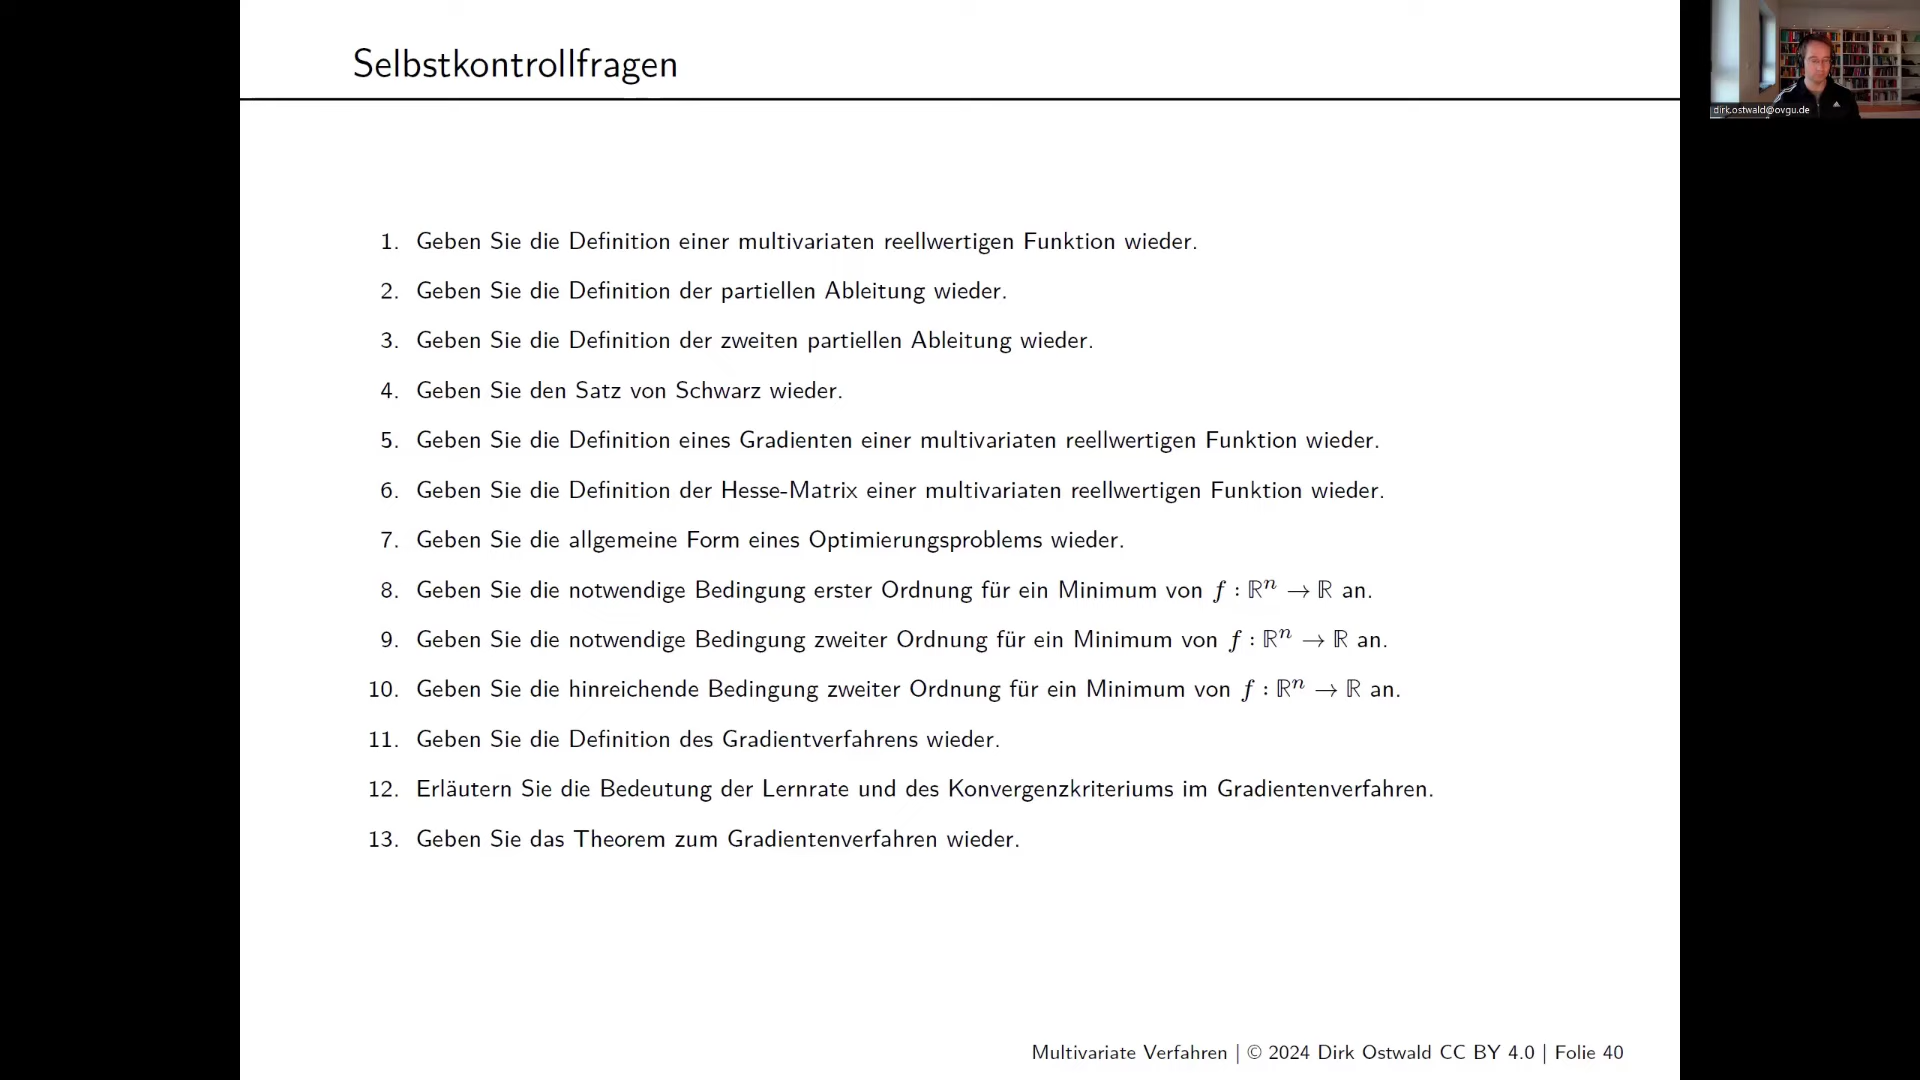 Selbstkontrollfragen
dirk.ostwald@ovgu.de
1. Geben Sie die Definition einer multivariaten reellwertigen Funktion wieder.
2. Geben Sie die Definition der partiellen Ableitung wieder.
3. Geben Sie die Definition der zweiten partiellen Ableitung wieder.
4. Geben Sie den Satz von Schwarz wieder.
5. Geben Sie die Definition eines Gradienten einer multivariaten reellwertigen Funktion wieder.
6. Geben Sie die Definition der Hesse-Matrix einer multivariaten reellwertigen Funktion wieder.
7. Geben Sie die allgemeine Form eines Optimierungsproblems wieder.
8. Geben Sie die notwendige Bedingung erster Ordnung für ein Minimum von f : ℝⁿ → ℝ an.
9. Geben Sie die notwendige Bedingung zweiter Ordnung für ein Minimum von f : ℝⁿ → ℝ an.
10. Geben Sie die hinreichende Bedingung zweiter Ordnung für ein Minimum von f : ℝⁿ → ℝ an.
11. Geben Sie die Definition des Gradientverfahrens wieder.
12. Erläutern Sie die Bedeutung der Lernrate und des Konvergenzkriteriums im Gradientenverfahren.
13. Geben Sie das Theorem zum Gradientenverfahren wieder.
Multivariate Verfahren | © 2024 Dirk Ostwald CC BY 4.0 | Folie 40